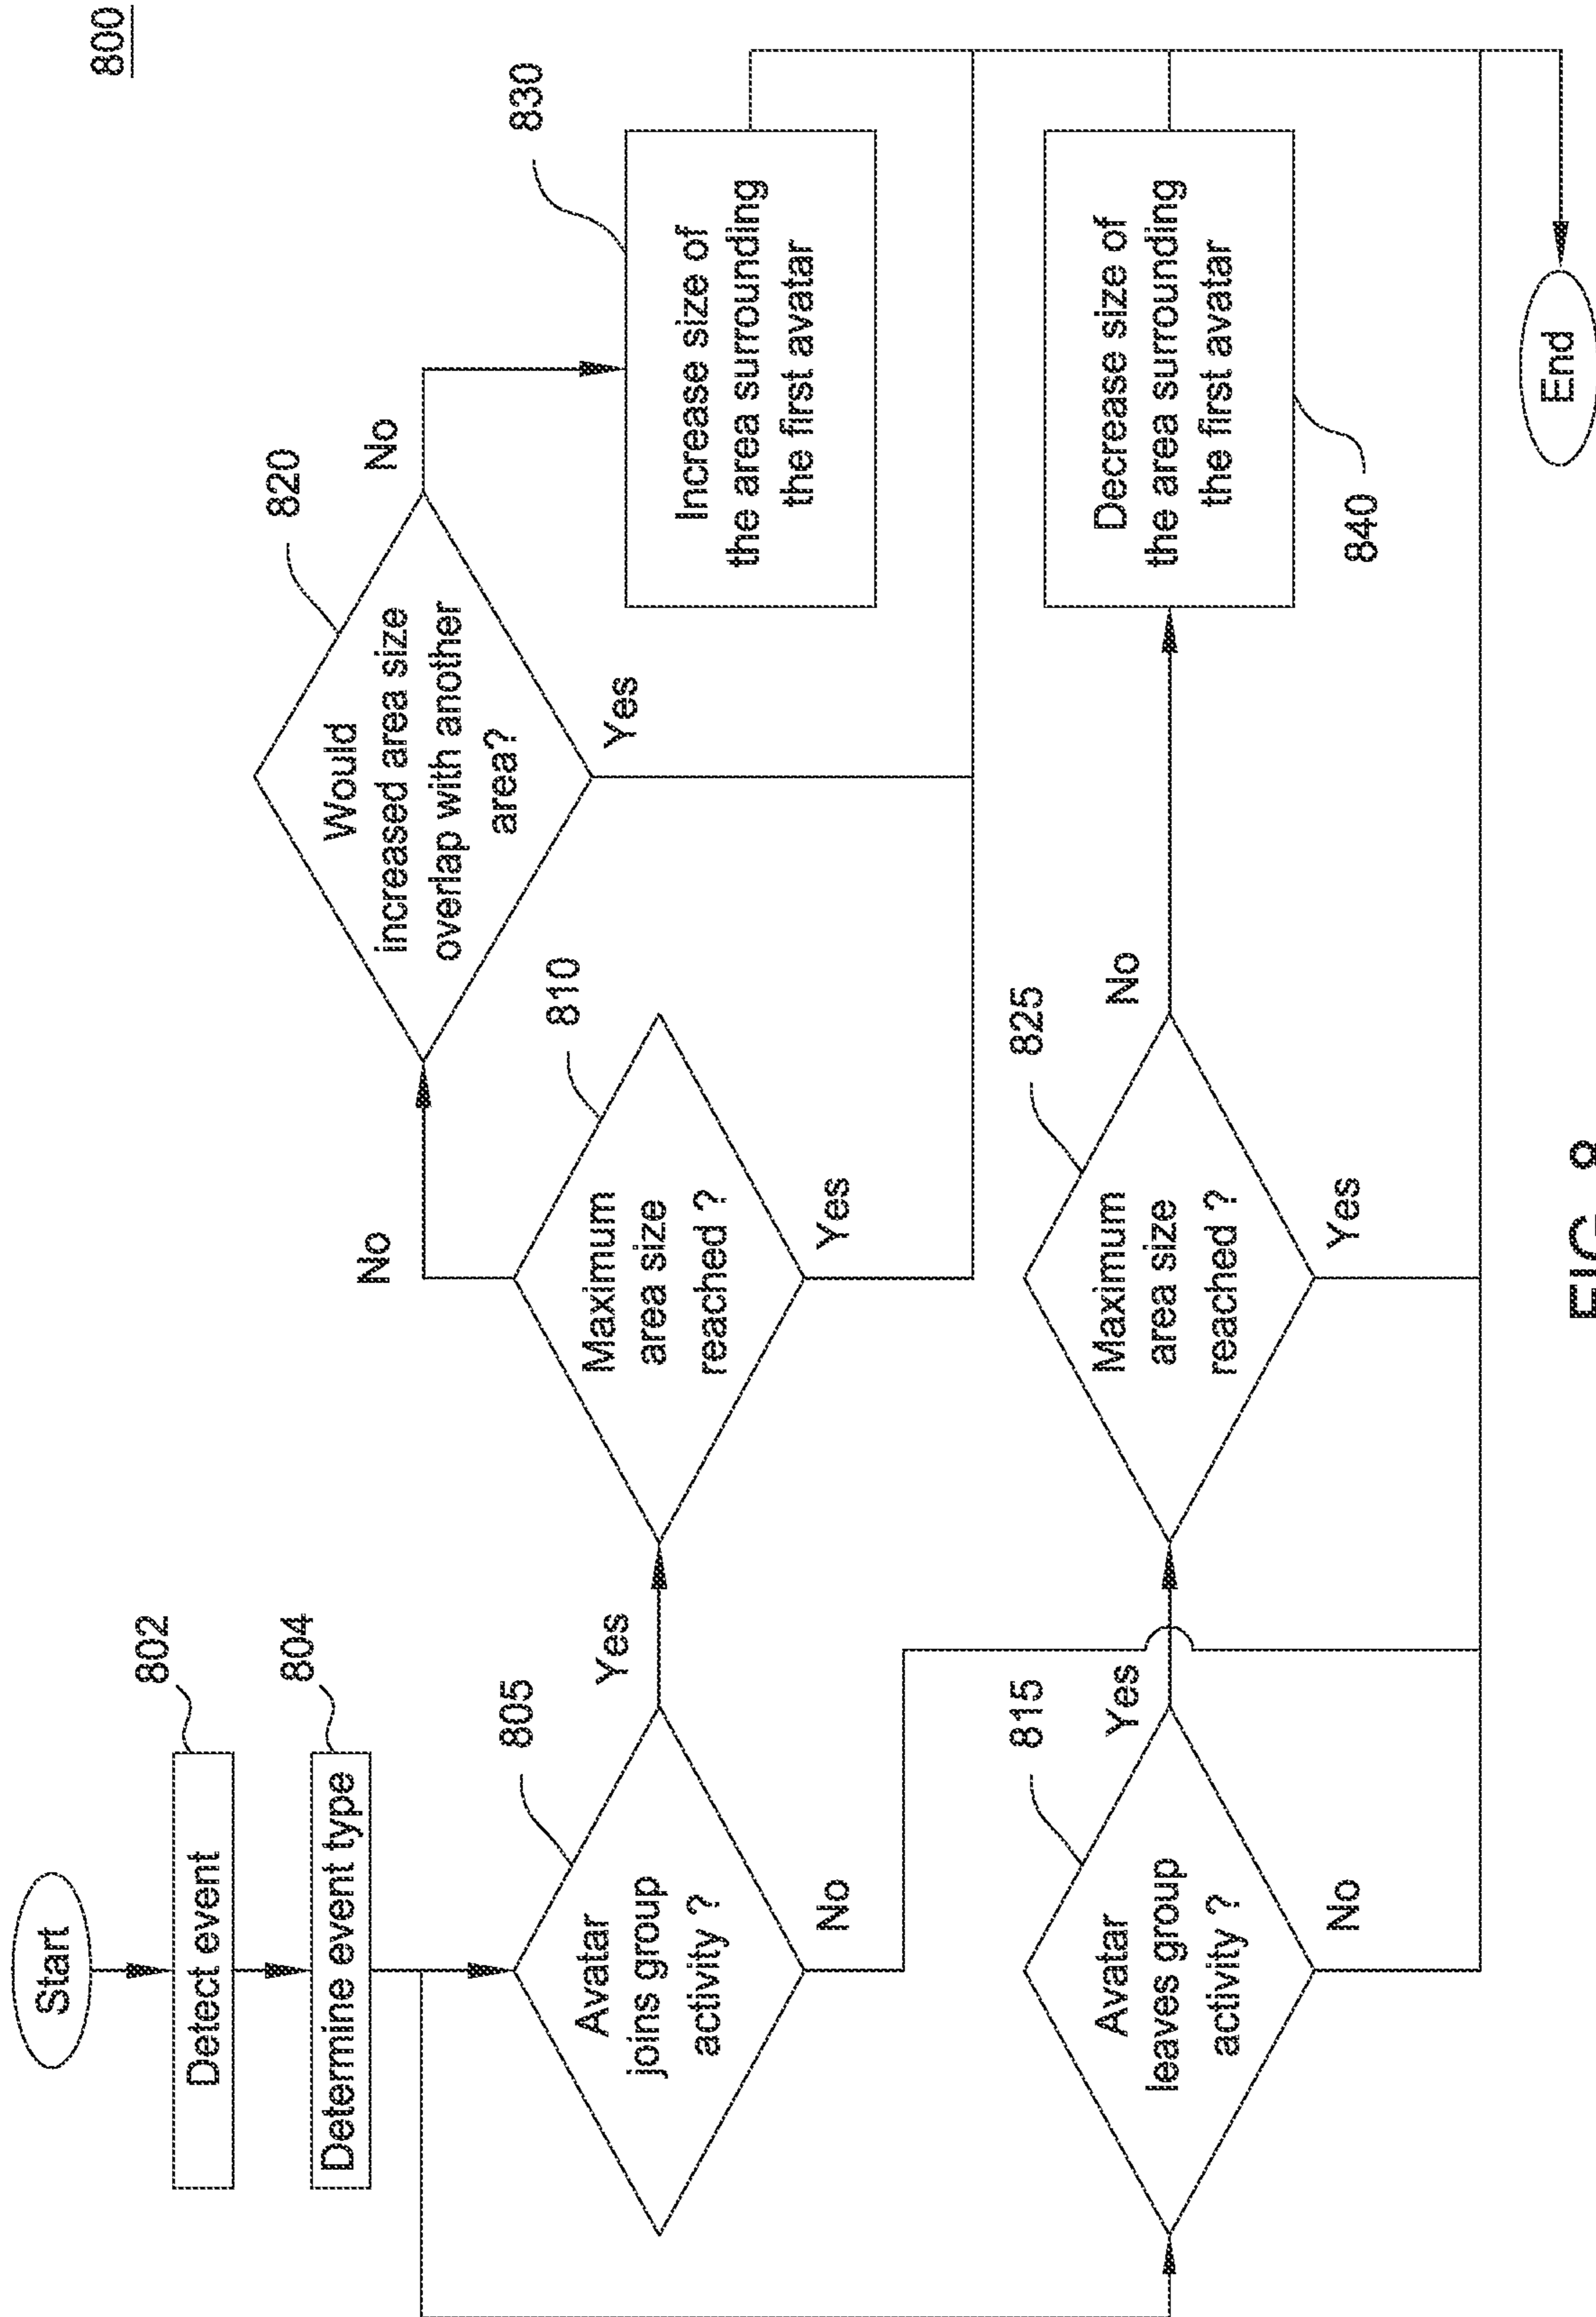 800
Start
Detect event
802
Determine event type
804
Avatar
joins group
activity ?
805
Yes
No
Maximum
area size
reached ?
810
No
Yes
Would
increased area size
overlap with another
area?
820
No
Yes
Increase size of
the area surrounding
the first avatar
830
Avatar
leaves group
activity ?
815
Yes
No
Maximum
area size
reached ?
825
No
Yes
Decrease size of
the area surrounding
the first avatar
840
End
FIG. 8